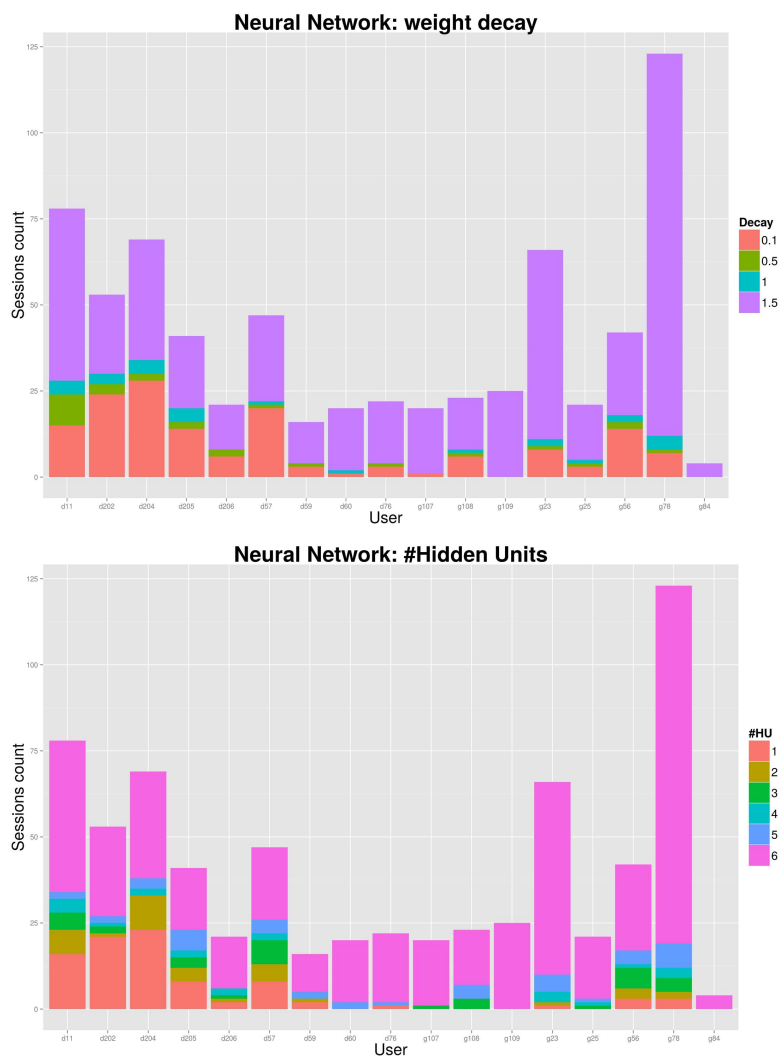 Neural Network: weight decay
125
100
75
50
25
0
Sessions count
d11 d202 d204 d205 d206 d57 d59 d60 d76 g107 g108 g109 g23 g25 g56 g78 g84
User
Decay
0.1
0.5
1
1.5
Neural Network: #Hidden Units
125
100
75
50
25
0
Sessions count
d11 d202 d204 d205 d206 d57 d59 d60 d76 g107 g108 g109 g23 g25 g56 g78 g84
User
#HU
1
2
3
4
5
6